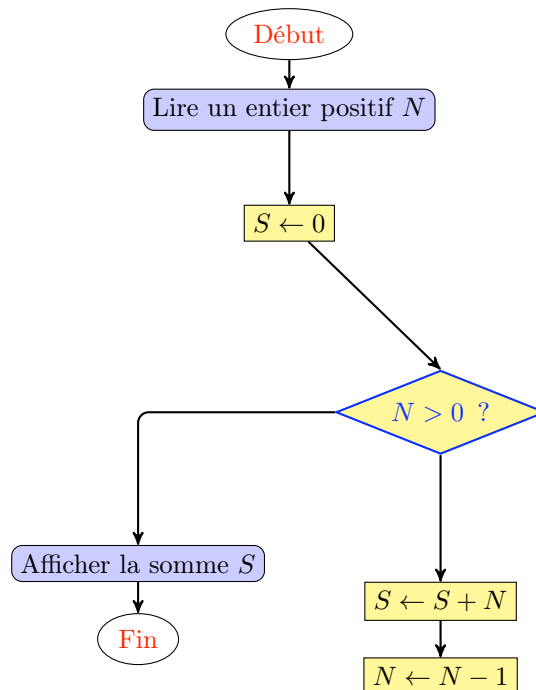 Début
Lire un entier positif N
S ← 0
N > 0 ?
Afficher la somme S
S ← S + N
Fin
N ← N − 1